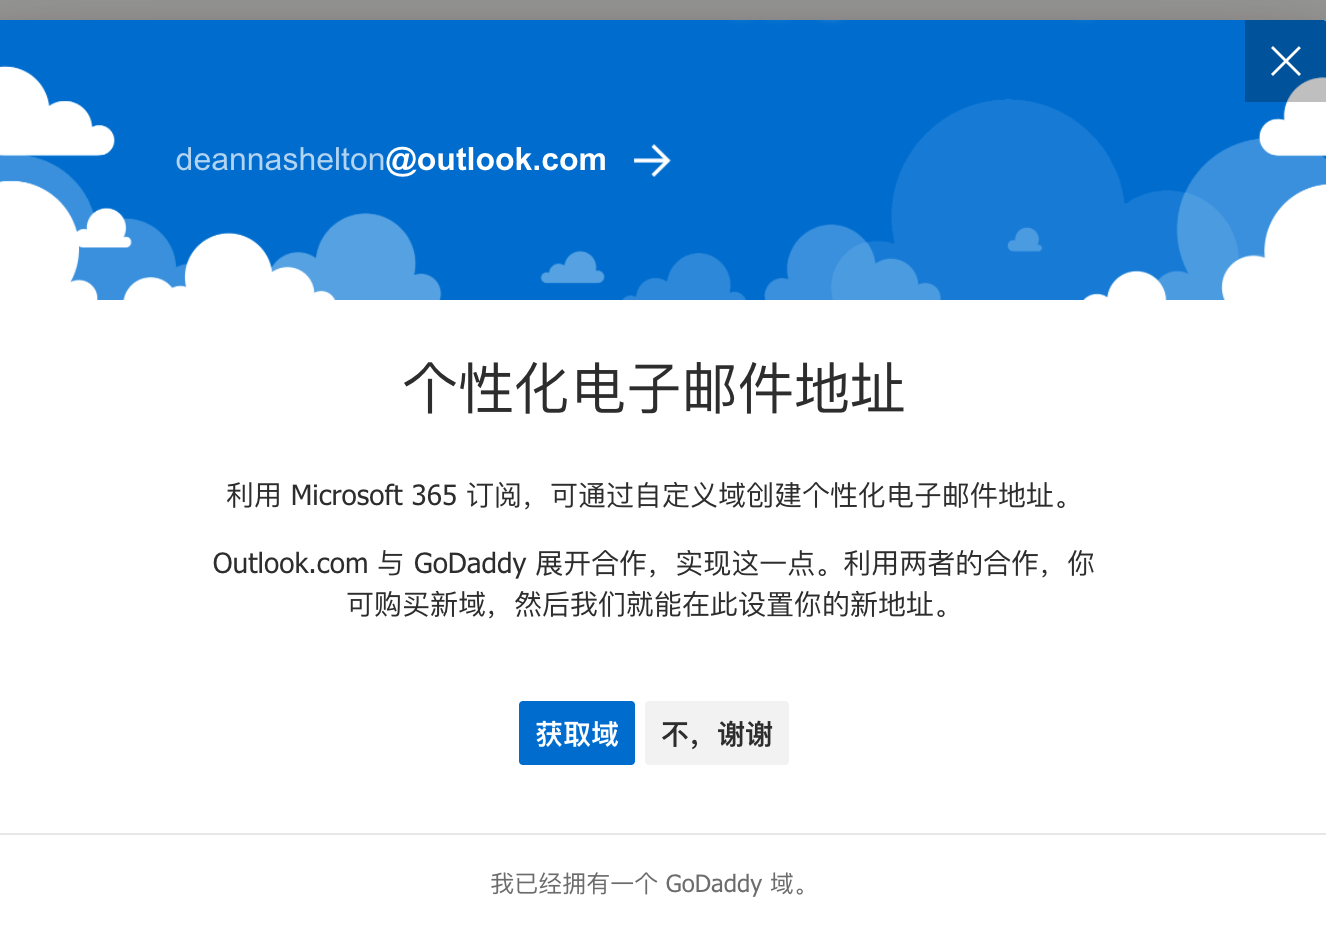 deannashelton@outlook.com
个性化电子邮件地址
利用 Microsoft 365 订阅，可通过自定义域创建个性化电子邮件地址。
Outlook.com 与 GoDaddy 展开合作，实现这一点。利用两者的合作，你
可购买新域，然后我们就能在此设置你的新地址。
获取域
不，谢谢
我已经拥有一个 GoDaddy 域。